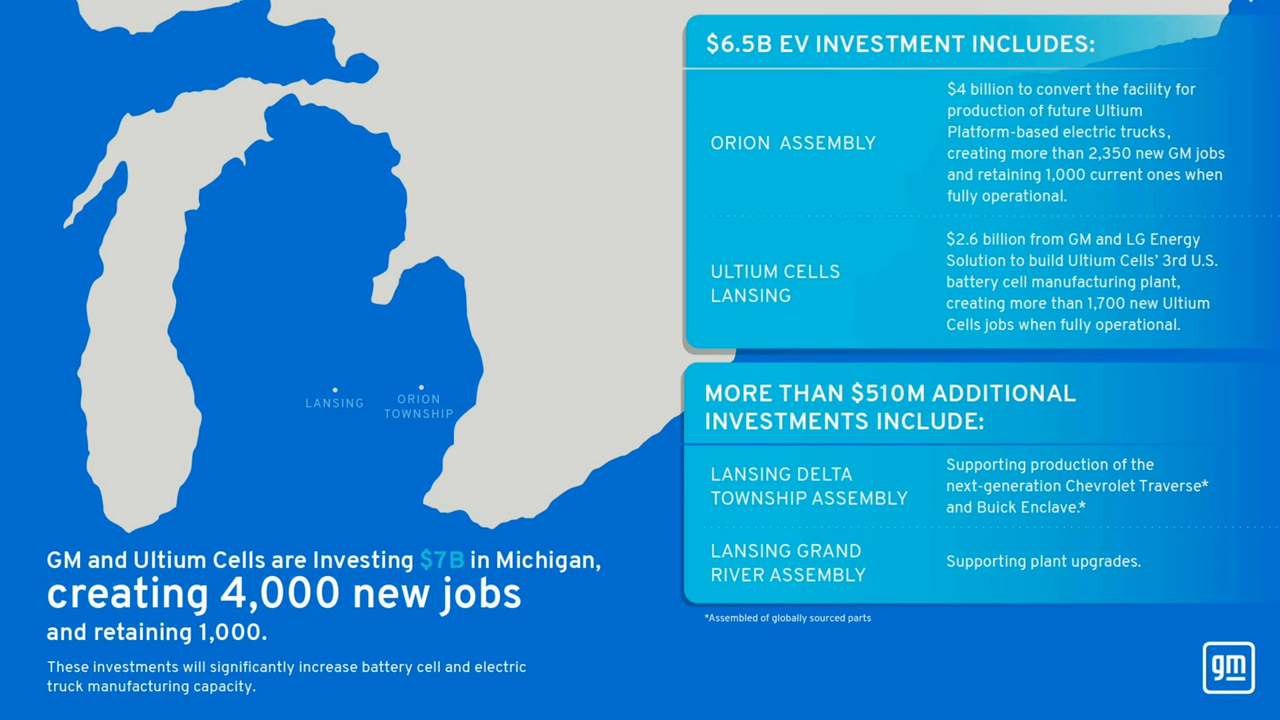 LANSING
ORION
TOWNSHIP
GM and Ultium Cells are Investing $7B in Michigan,
creating 4,000 new jobs
and retaining 1,000.
These investments will significantly increase battery cell and electric
truck manufacturing capacity.
$6.5B EV INVESTMENT INCLUDES:
ORION ASSEMBLY
$4 billion to convert the facility for
production of future Ultium
Platform-based electric trucks,
creating more than 2,350 new GM jobs
and retaining 1,000 current ones when
fully operational.
ULTIUM CELLS
LANSING
$2.6 billion from GM and LG Energy
Solution to build Ultium Cells’ 3rd U.S.
battery cell manufacturing plant,
creating more than 1,700 new Ultium
Cells jobs when fully operational.
MORE THAN $510M ADDITIONAL
INVESTMENTS INCLUDE:
LANSING DELTA
TOWNSHIP ASSEMBLY
Supporting production of the
next-generation Chevrolet Traverse*
and Buick Enclave.*
LANSING GRAND
RIVER ASSEMBLY
Supporting plant upgrades.
*Assembled of globally sourced parts
gm